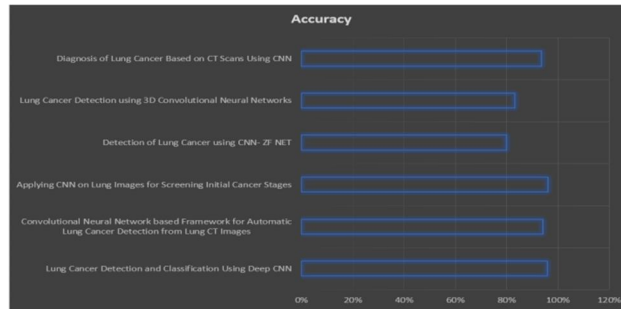 Accuracy
Diagnosis of Lung Cancer Based on CT Scans Using CNN
Lung Cancer Detection using 3D Convolutional Neural Networks
Detection of Lung Cancer using CNN- ZF NET
Applying CNN on Lung Images for Screening Initial Cancer Stages
Convolutional Neural Network based Framework for Automatic
Lung Cancer Detection from Lung CT Images
Lung Cancer Detection and Classification Using Deep CNN
0% 20% 40% 60% 80% 100% 120%